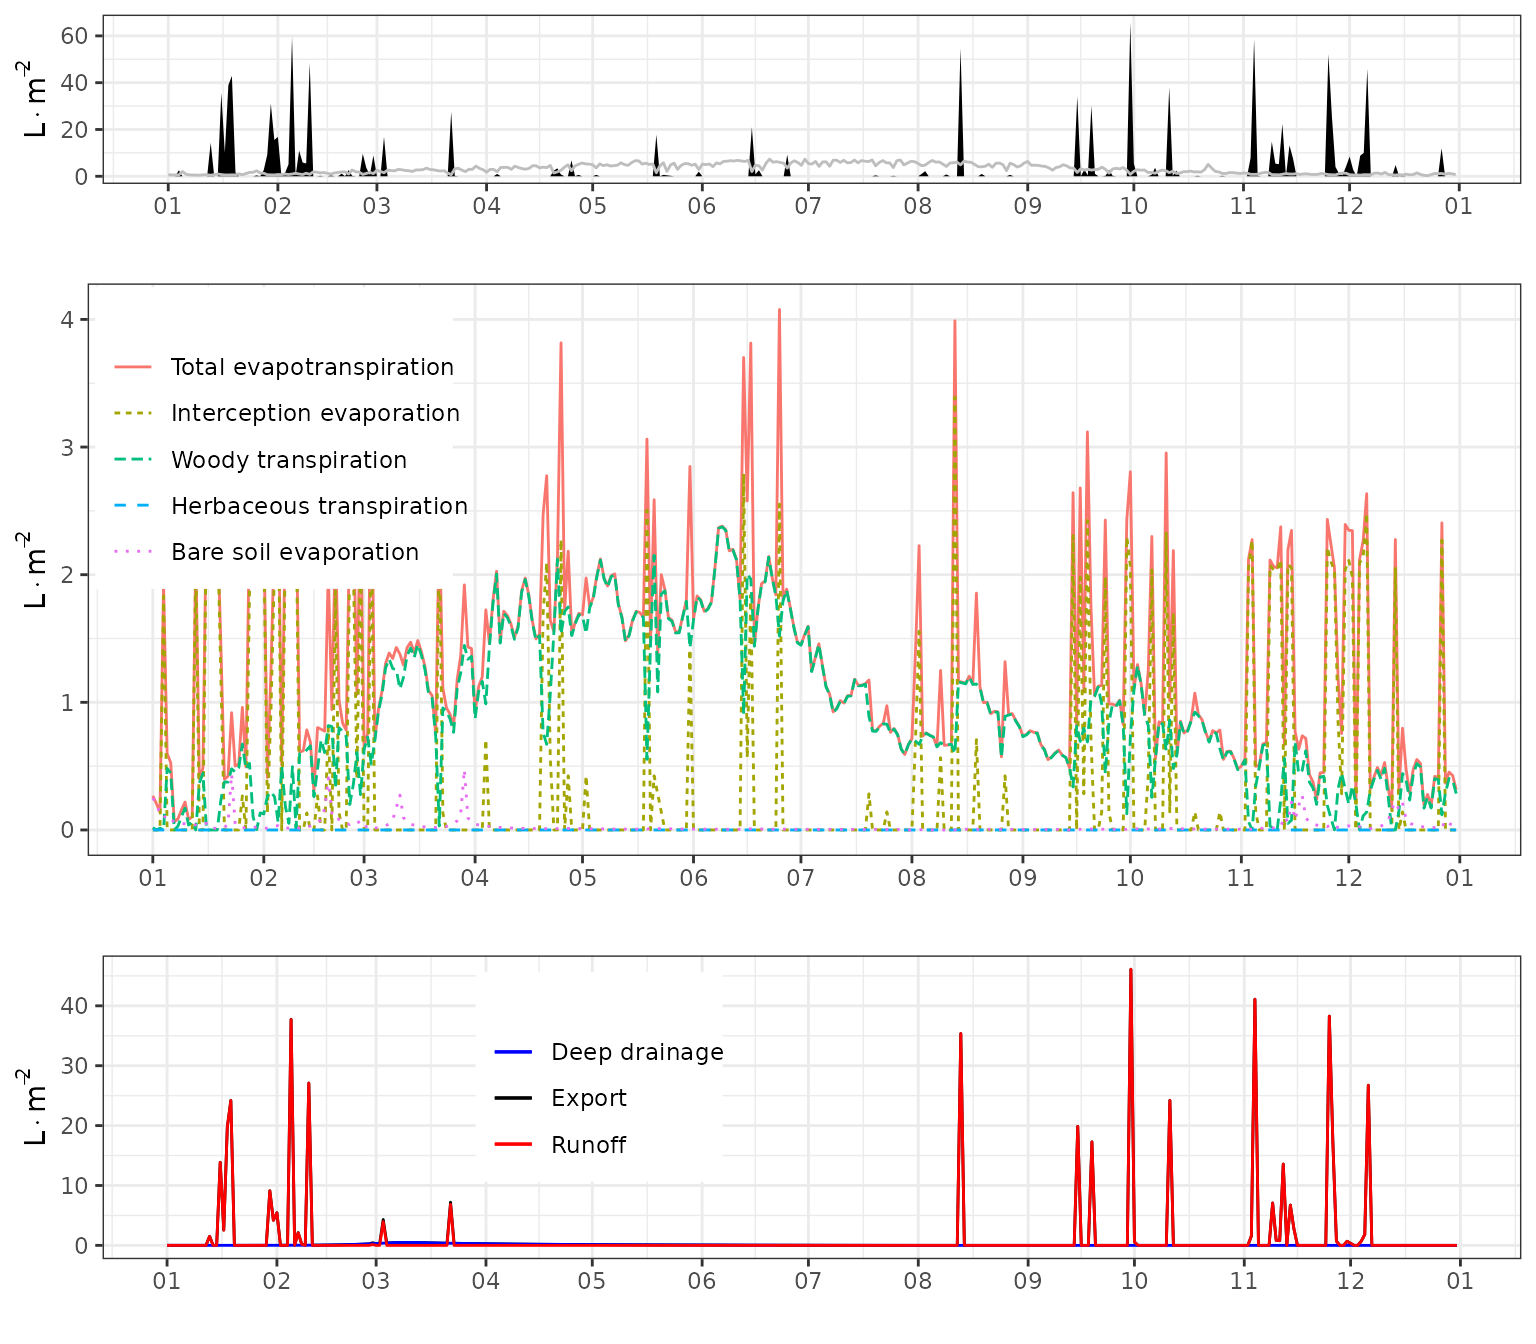 60
40
20
0
L · m⁻²
01 02 03 04 05 06 07 08 09 10 11 12 01
4
3
2
1
0
L · m⁻²
Total evapotranspiration
Interception evaporation
Woody transpiration
Herbaceous transpiration
Bare soil evaporation
01 02 03 04 05 06 07 08 09 10 11 12 01
40
30
20
10
0
L · m⁻²
Deep drainage
Export
Runoff
01 02 03 04 05 06 07 08 09 10 11 12 01